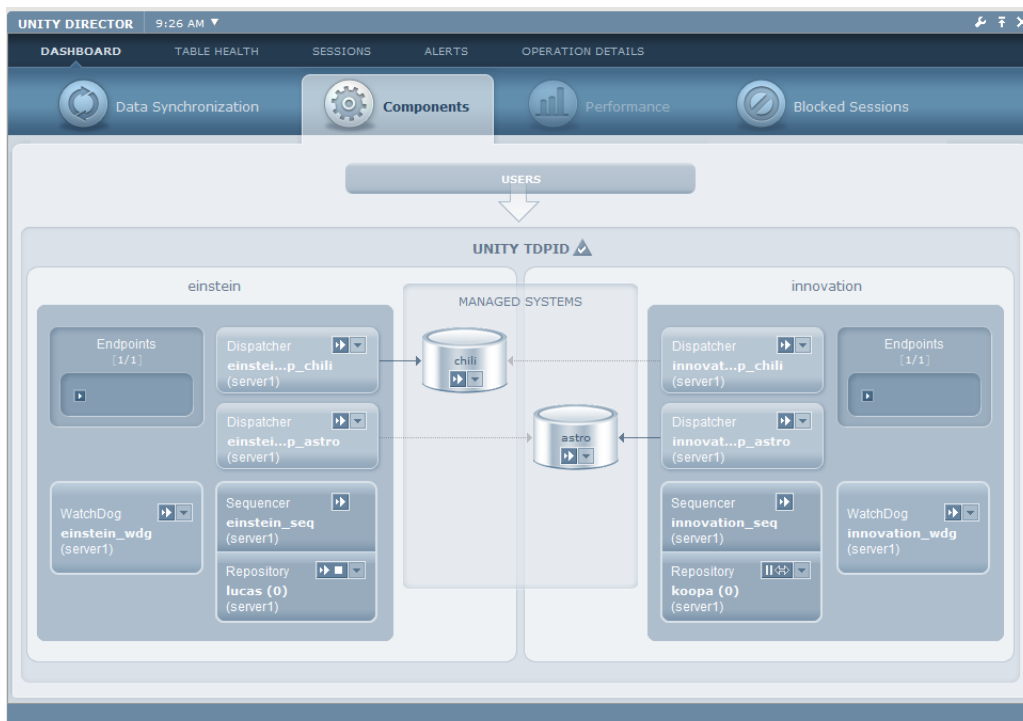 UNITY DIRECTOR 9:26 AM
DASHBOARD TABLE HEALTH SESSIONS ALERTS OPERATION DETAILS
Data Synchronization Components Performance Blocked Sessions
USERS
UNITY TDPID
einstein
Endpoints
[1/1]
Dispatcher
einstei...p_chili
(server1)
Dispatcher
einstei...p_astro
(server1)
WatchDog
einstein_wdg
(server1)
Sequencer
einstein_seq
(server1)
Repository
lucas (0)
(server1)
MANAGED SYSTEMS
chili
astro
innovation
Dispatcher
innovat...p_chili
(server1)
Dispatcher
innovat...p_astro
(server1)
Endpoints
[1/1]
Sequencer
innovation_seq
(server1)
Repository
koopa (0)
(server1)
WatchDog
innovation_wdg
(server1)